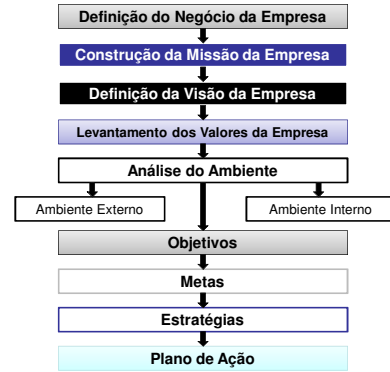 Definição do Negócio da Empresa
Construção da Missão da Empresa
Definição da Visão da Empresa
Levantamento dos Valores da Empresa
Análise do Ambiente
Ambiente Externo
Ambiente Interno
Objetivos
Metas
Estratégias
Plano de Ação